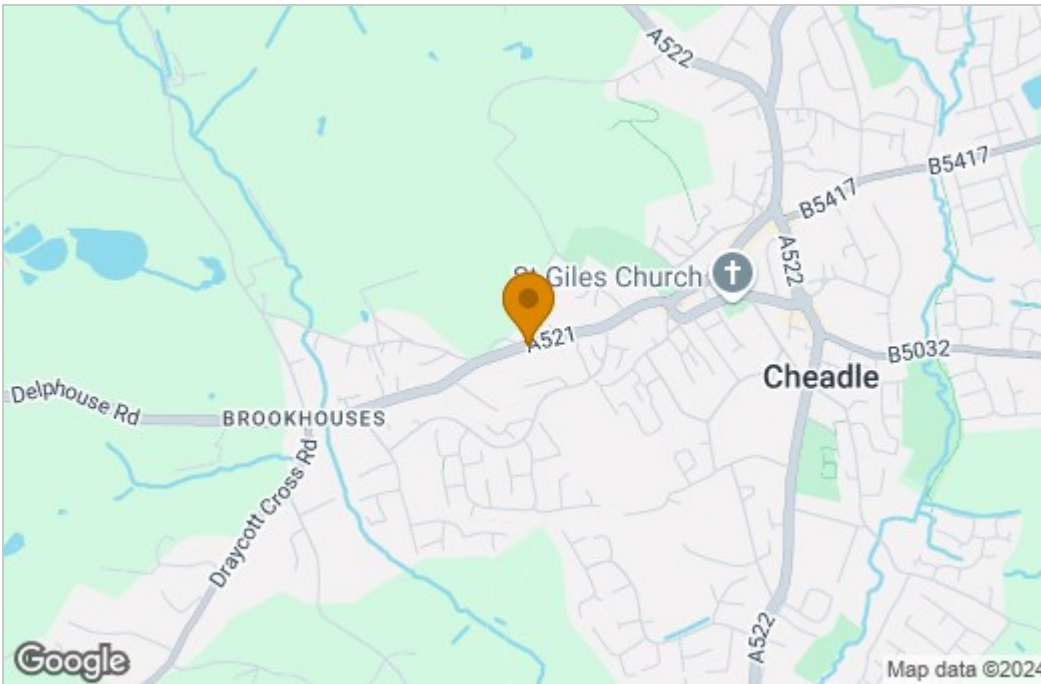 A522
B5417
B5417
A522
St Giles Church
A521
B5032
Cheadle
Delphouse Rd
BROOKHOUSES
Draycott Cross Rd
A522
Google
Map data ©2024